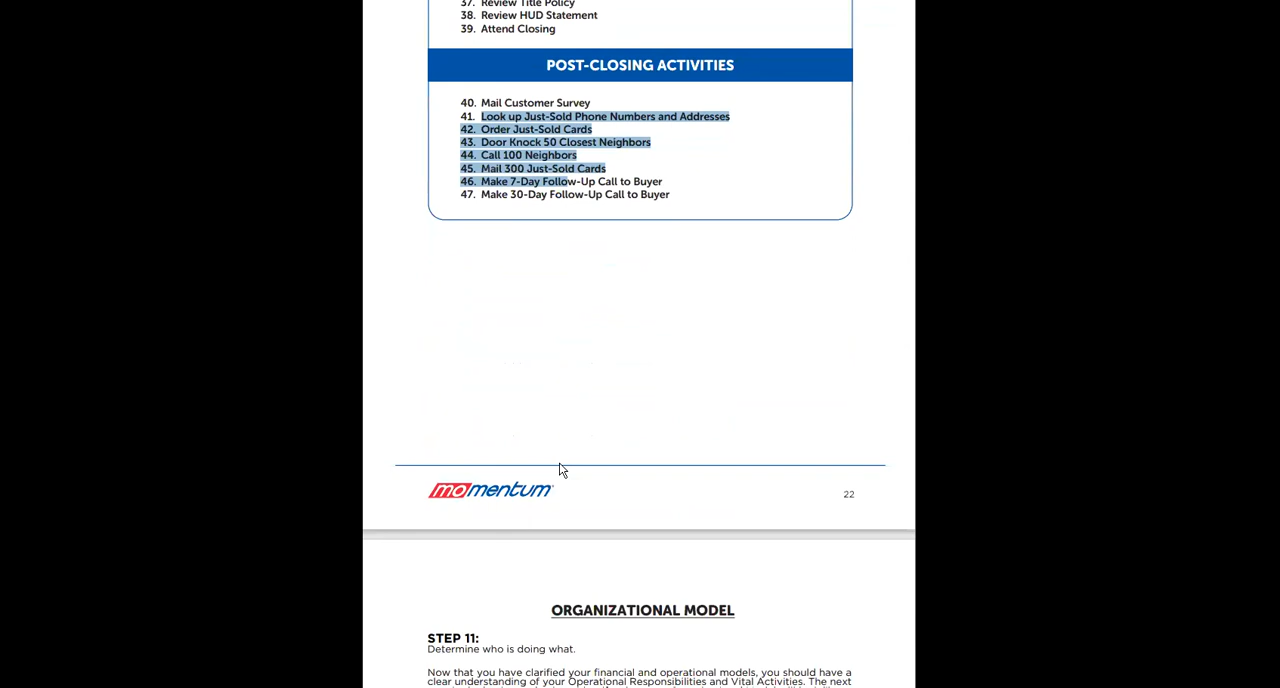 37. Review Title Policy
38. Review HUD Statement
39. Attend Closing
POST-CLOSING ACTIVITIES
40. Mail Customer Survey
41. Look up Just-Sold Phone Numbers and Addresses
42. Order Just-Sold Cards
43. Door Knock 50 Closest Neighbors
44. Call 100 Neighbors
45. Mail 300 Just-Sold Cards
46. Make 7-Day Follow-Up Call to Buyer
47. Make 30-Day Follow-Up Call to Buyer
momentum
22
ORGANIZATIONAL MODEL
STEP 11:
Determine who is doing what.
Now that you have clarified your financial and operational models, you should have a
clear understanding of your Operational Responsibilities and Vital Activities. The next